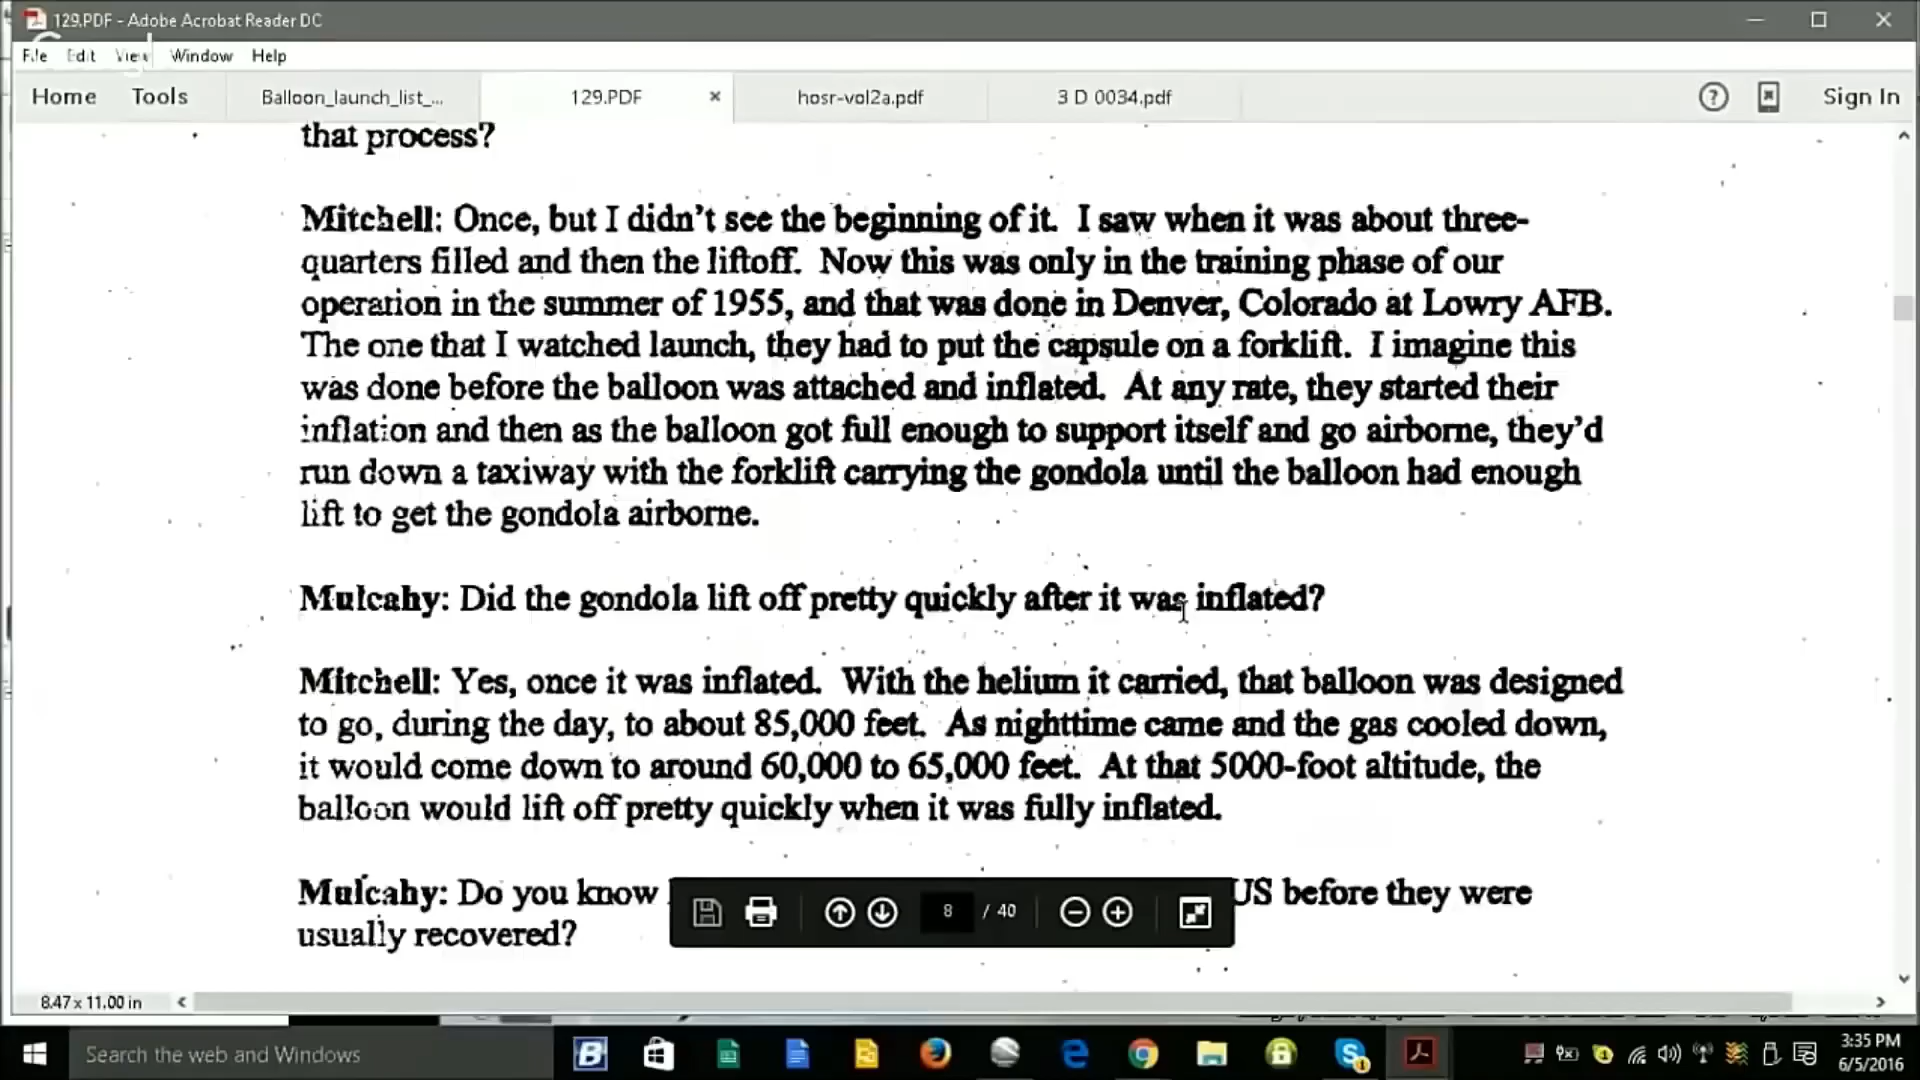 129.PDF - Adobe Acrobat Reader DC
File Edit View Window Help
Home Tools Balloon_launch_list_... 129.PDF × hosr-vol2a.pdf 3 D 0034.pdf Sign In
that process?
Mitchell: Once, but I didn't see the beginning of it. I saw when it was about three-
quarters filled and then the liftoff. Now this was only in the training phase of our
operation in the summer of 1955, and that was done in Denver, Colorado at Lowry AFB.
The one that I watched launch, they had to put the capsule on a forklift. I imagine this
was done before the balloon was attached and inflated. At any rate, they started their
inflation and then as the balloon got full enough to support itself and go airborne, they'd
run down a taxiway with the forklift carrying the gondola until the balloon had enough
lift to get the gondola airborne.
Mulcahy: Did the gondola lift off pretty quickly after it was inflated?
Mitchell: Yes, once it was inflated. With the helium it carried, that balloon was designed
to go, during the day, to about 85,000 feet. As nighttime came and the gas cooled down,
it would come down to around 60,000 to 65,000 feet. At that 5000-foot altitude, the
balloon would lift off pretty quickly when it was fully inflated.
Mulcahy: Do you know US before they were
usually recovered?
8 / 40
8.47 x 11.00 in
Search the web and Windows
3:35 PM
6/5/2016